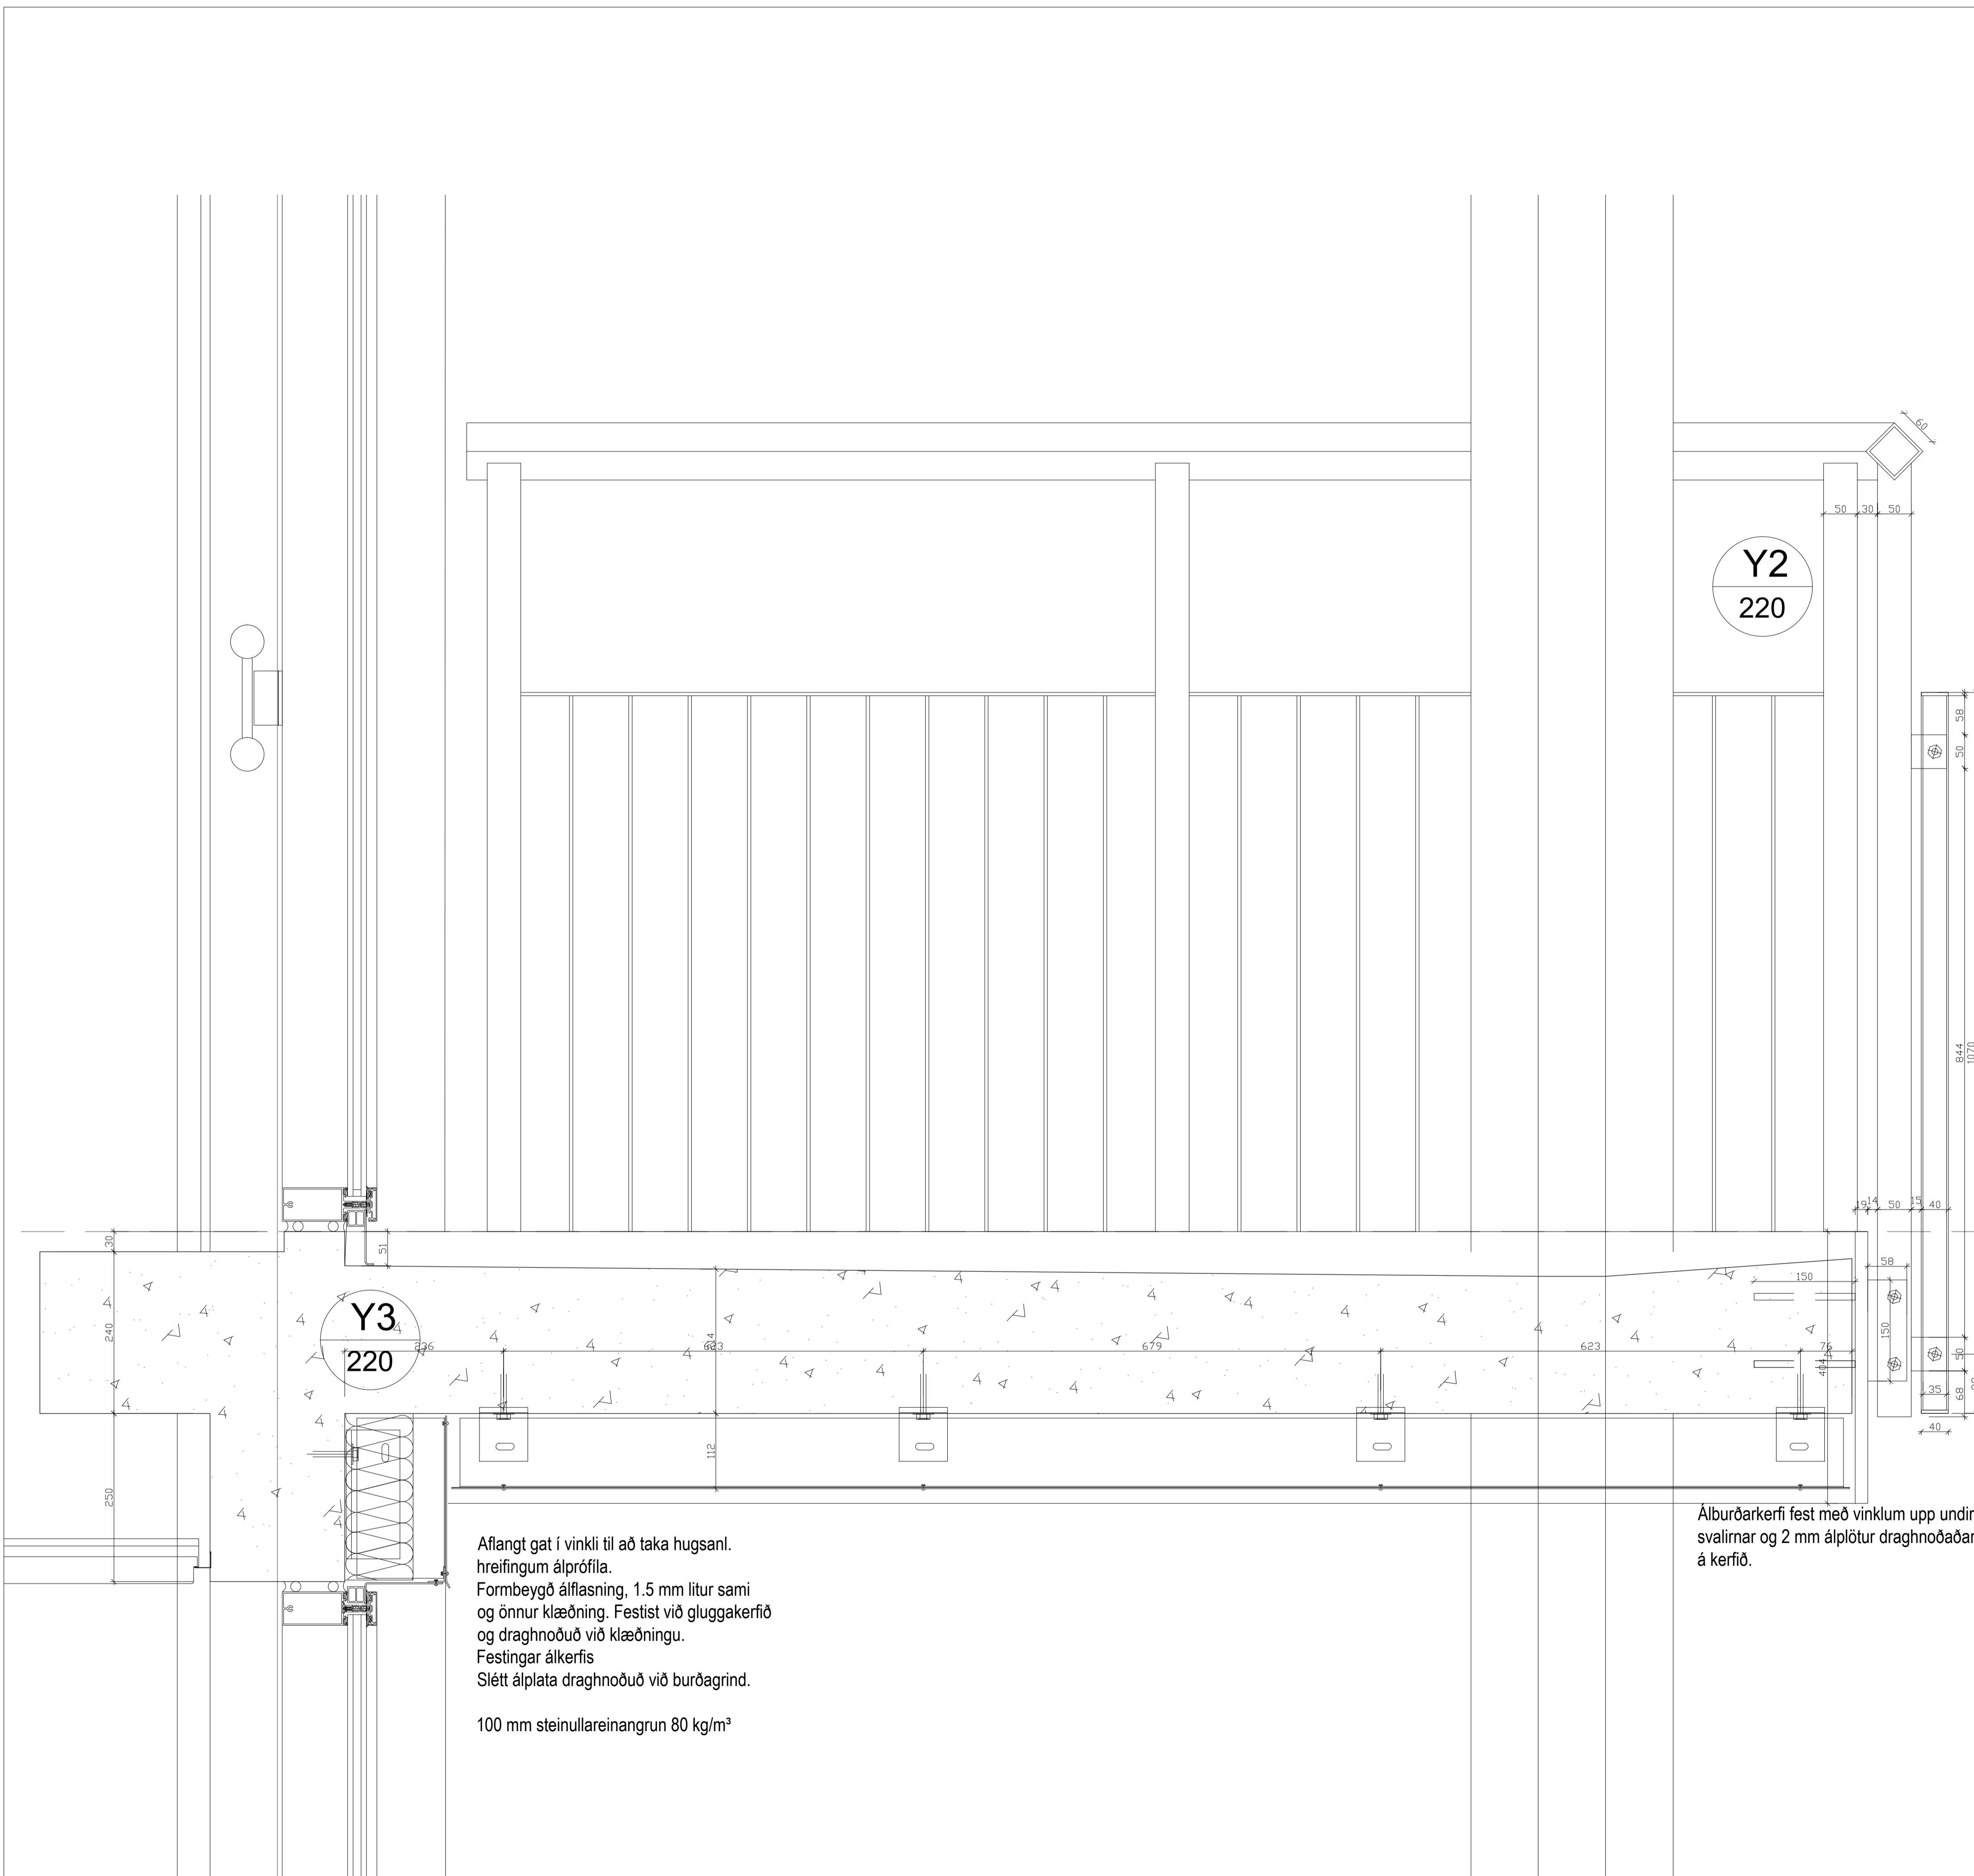 60
50 30 50
Y2
220
58
50
844
1070
19 14 50 15 40
30
51
58
150
240
Y3
220
236
623
679
623
76
150
404
50
35
68
40
112
250
Aflangt gat í vinkli til að taka hugsanl.
hreifingum álprófíla.
Formbeygð álflasning, 1.5 mm litur sami
og önnur klæðning. Festist við gluggakerfið
og draghnoðuð við klæðningu.
Festingar álkerfis
Slétt álplata draghnoðuð við burðagrind.
100 mm steinullareinangrun 80 kg/m³
Álburðarkerfi fest með vinklum upp undir
svalirnar og 2 mm álplötur draghnoðaðar
á kerfið.